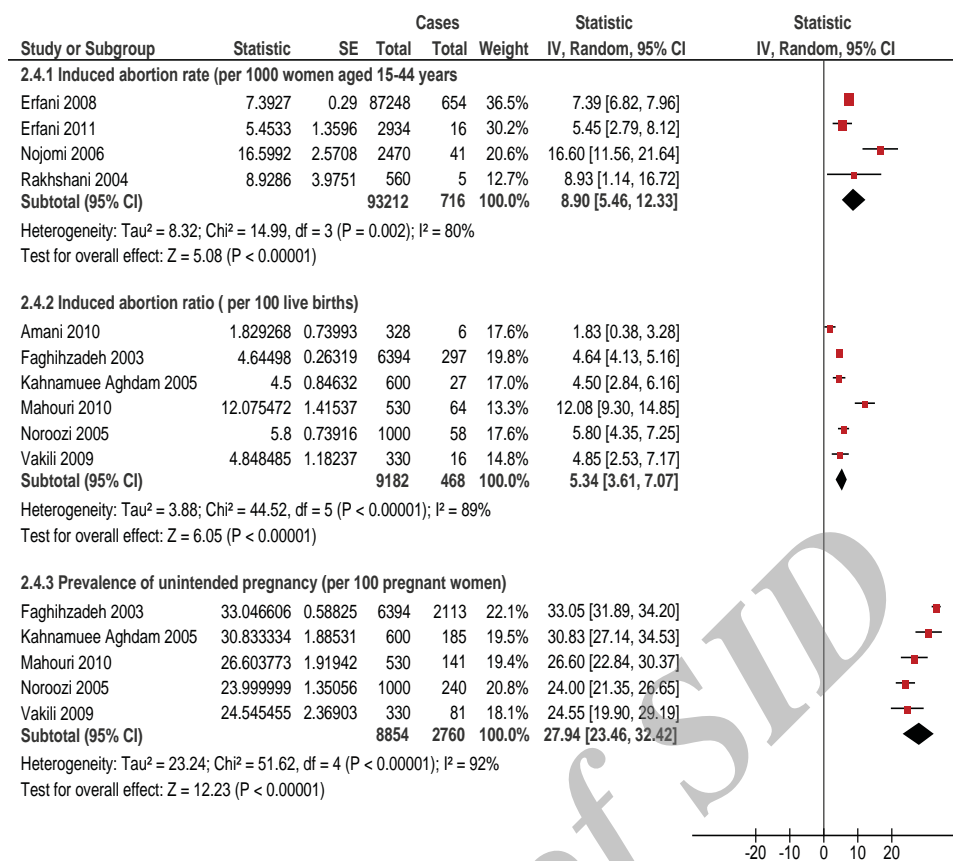 Cases Statistic Statistic
Study or Subgroup Statistic SE Total Total Weight IV, Random, 95% CI IV, Random, 95% CI
2.4.1 Induced abortion rate (per 1000 women aged 15-44 years
Erfani 2008 7.3927 0.29 87248 654 36.5% 7.39 [6.82, 7.96]
Erfani 2011 5.4533 1.3596 2934 16 30.2% 5.45 [2.79, 8.12]
Nojomi 2006 16.5992 2.5708 2470 41 20.6% 16.60 [11.56, 21.64]
Rakhshani 2004 8.9286 3.9751 560 5 12.7% 8.93 [1.14, 16.72]
Subtotal (95% CI) 93212 716 100.0% 8.90 [5.46, 12.33]
Heterogeneity: Tau² = 8.32; Chi² = 14.99, df = 3 (P = 0.002); I² = 80%
Test for overall effect: Z = 5.08 (P < 0.00001)
2.4.2 Induced abortion ratio ( per 100 live births)
Amani 2010 1.829268 0.73993 328 6 17.6% 1.83 [0.38, 3.28]
Faghihzadeh 2003 4.64498 0.26319 6394 297 19.8% 4.64 [4.13, 5.16]
Kahnamuee Aghdam 2005 4.5 0.84632 600 27 17.0% 4.50 [2.84, 6.16]
Mahouri 2010 12.075472 1.41537 530 64 13.3% 12.08 [9.30, 14.85]
Noroozi 2005 5.8 0.73916 1000 58 17.6% 5.80 [4.35, 7.25]
Vakili 2009 4.848485 1.18237 330 16 14.8% 4.85 [2.53, 7.17]
Subtotal (95% CI) 9182 468 100.0% 5.34 [3.61, 7.07]
Heterogeneity: Tau² = 3.88; Chi² = 44.52, df = 5 (P < 0.00001); I² = 89%
Test for overall effect: Z = 6.05 (P < 0.00001)
2.4.3 Prevalence of unintended pregnancy (per 100 pregnant women)
Faghihzadeh 2003 33.046606 0.58825 6394 2113 22.1% 33.05 [31.89, 34.20]
Kahnamuee Aghdam 2005 30.833334 1.88531 600 185 19.5% 30.83 [27.14, 34.53]
Mahouri 2010 26.603773 1.91942 530 141 19.4% 26.60 [22.84, 30.37]
Noroozi 2005 23.999999 1.35056 1000 240 20.8% 24.00 [21.35, 26.65]
Vakili 2009 24.545455 2.36903 330 81 18.1% 24.55 [19.90, 29.19]
Subtotal (95% CI) 8854 2760 100.0% 27.94 [23.46, 32.42]
Heterogeneity: Tau² = 23.24; Chi² = 51.62, df = 4 (P < 0.00001); I² = 92%
Test for overall effect: Z = 12.23 (P < 0.00001)
-20 -10 0 10 20
of SID